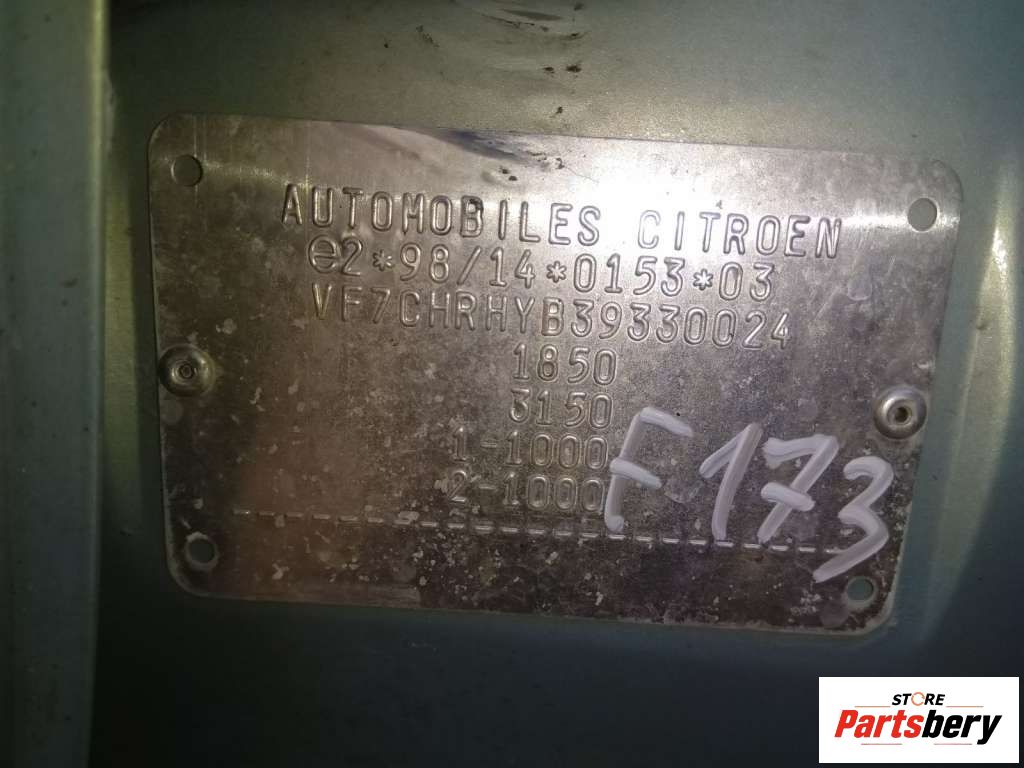 AUTOMOBILES CITROEN
e2*98/14*0153*03
VF7CHRHYB39330024
1850
3150
1-1000
2-1000
F173
STORE
Partsbery